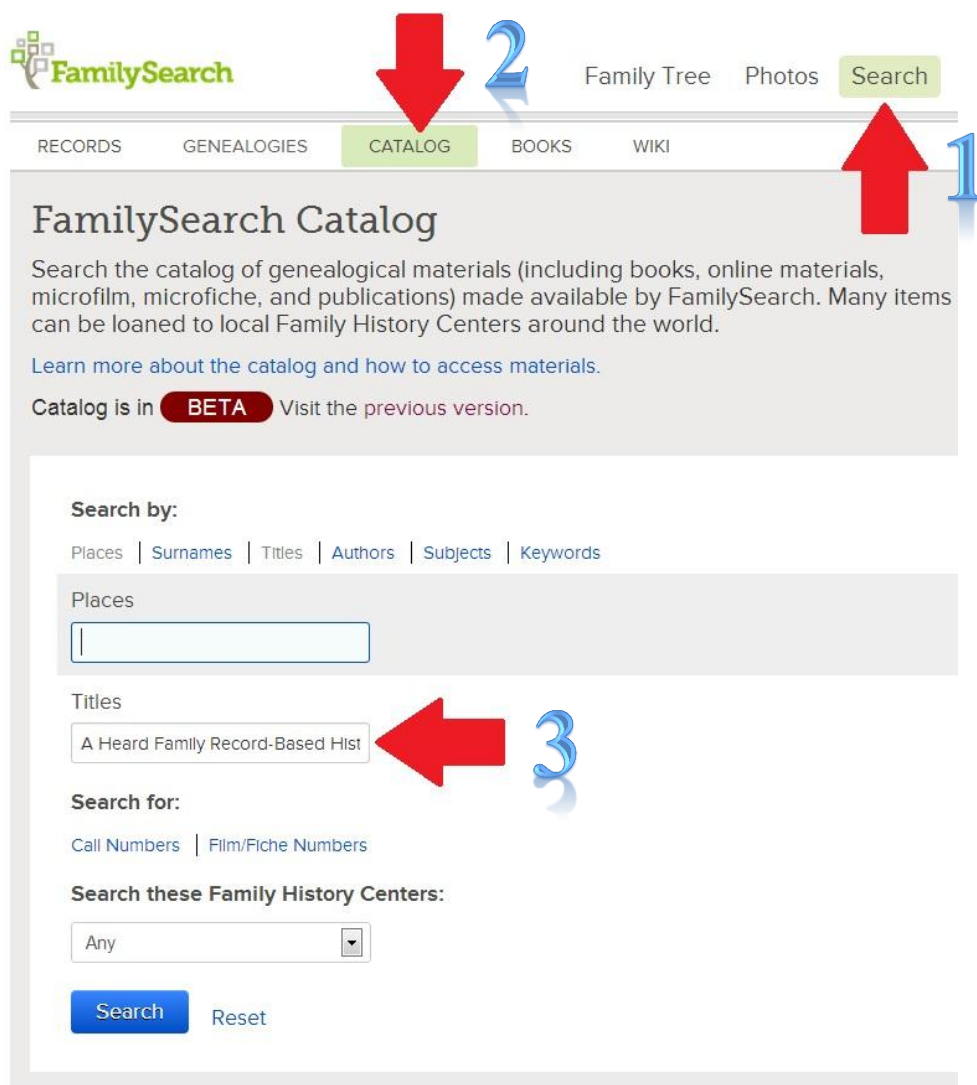 2
FamilySearch
Family Tree Photos Search
RECORDS GENEALOGIES CATALOG BOOKS WIKI
1
FamilySearch Catalog
Search the catalog of genealogical materials (including books, online materials,
microfilm, microfiche, and publications) made available by FamilySearch. Many items
can be loaned to local Family History Centers around the world.
Learn more about the catalog and how to access materials.
Catalog is in BETA Visit the previous version.
Search by:
Places | Surnames | Titles | Authors | Subjects | Keywords
Places
Titles
A Heard Family Record-Based Hist
3
Search for:
Call Numbers | Film/Fiche Numbers
Search these Family History Centers:
Any
Search Reset